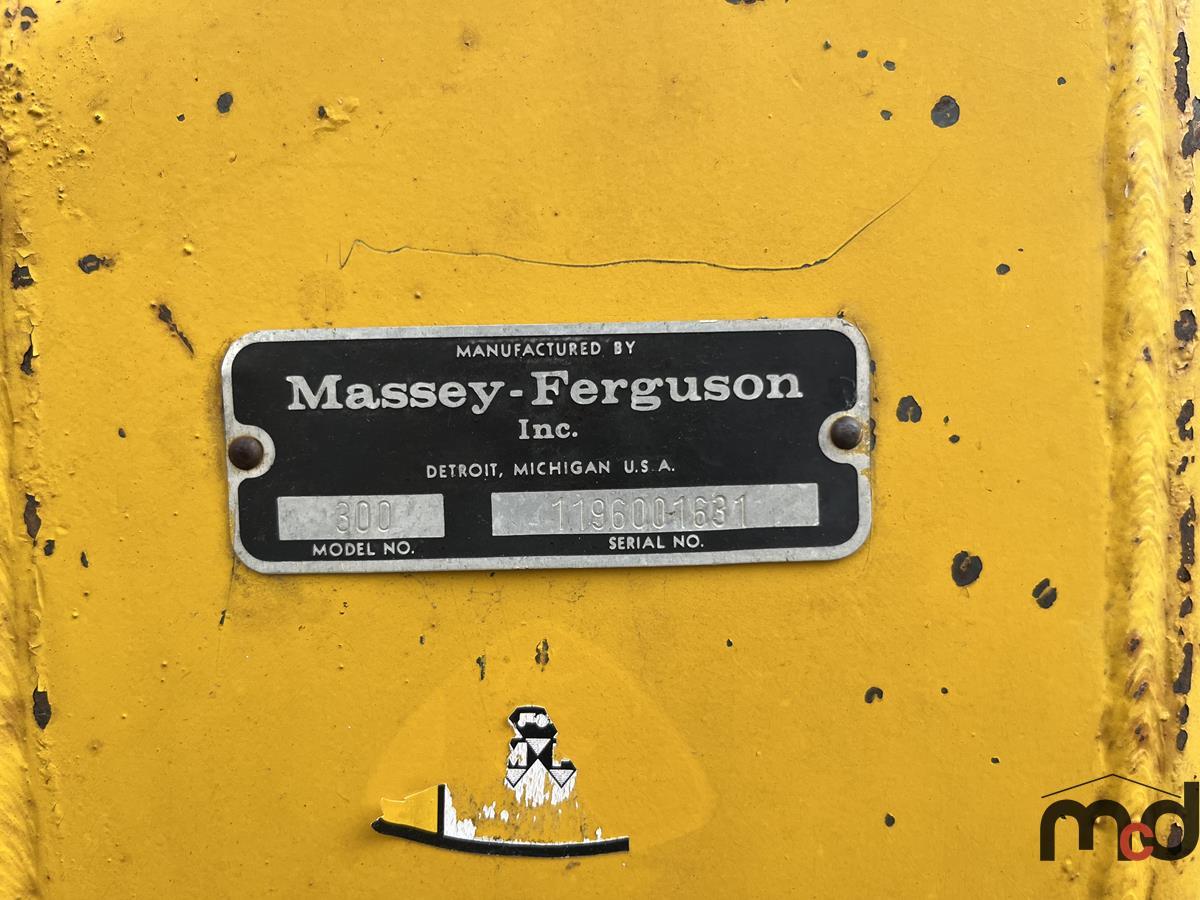 MANUFACTURED BY
Massey-Ferguson
Inc.
DETROIT, MICHIGAN U.S.A.
300
1196001631
MODEL NO.
SERIAL NO.
mcd